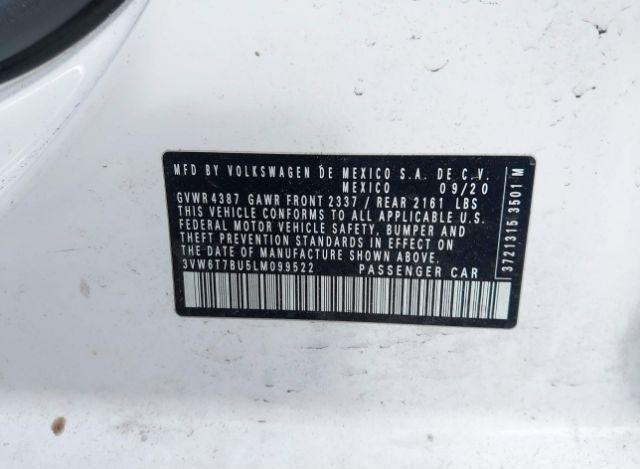 MFD BY VOLKSWAGEN DE MEXICO S.A. DE C.V.
MEXICO 09/20
GVWR 4387 GAWR FRONT 2337 / REAR 2161 LBS
THIS VEHICLE CONFORMS TO ALL APPLICABLE U.S.
FEDERAL MOTOR VEHICLE SAFETY, BUMPER AND
THEFT PREVENTION STANDARDS IN EFFECT ON
THE DATE OF MANUFACTURE SHOWN ABOVE.
3VW6T7BU5LM099522 PASSENGER CAR
3721315 3501 M